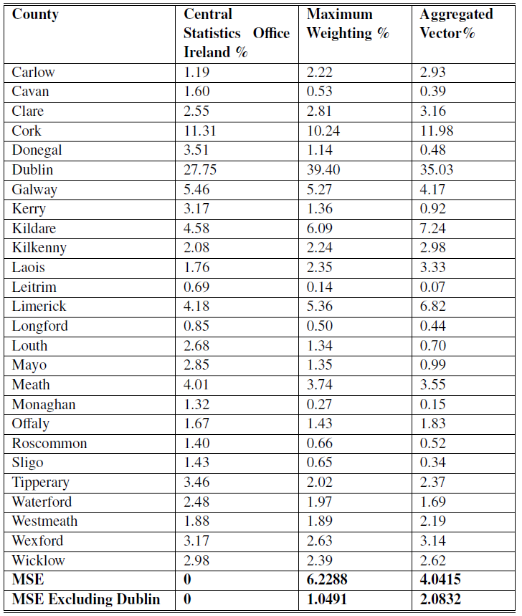 County Central Statistics Office Ireland % Maximum Weighting % Aggregated Vector%
Carlow 1.19 2.22 2.93
Cavan 1.60 0.53 0.39
Clare 2.55 2.81 3.16
Cork 11.31 10.24 11.98
Donegal 3.51 1.14 0.48
Dublin 27.75 39.40 35.03
Galway 5.46 5.27 4.17
Kerry 3.17 1.36 0.92
Kildare 4.58 6.09 7.24
Kilkenny 2.08 2.24 2.98
Laois 1.76 2.35 3.33
Leitrim 0.69 0.14 0.07
Limerick 4.18 5.36 6.82
Longford 0.85 0.50 0.44
Louth 2.68 1.34 0.70
Mayo 2.85 1.35 0.99
Meath 4.01 3.74 3.55
Monaghan 1.32 0.27 0.15
Offaly 1.67 1.43 1.83
Roscommon 1.40 0.66 0.52
Sligo 1.43 0.65 0.34
Tipperary 3.46 2.02 2.37
Waterford 2.48 1.97 1.69
Westmeath 1.88 1.89 2.19
Wexford 3.17 2.63 3.14
Wicklow 2.98 2.39 2.62
MSE 0 6.2288 4.0415
MSE Excluding Dublin 0 1.0491 2.0832